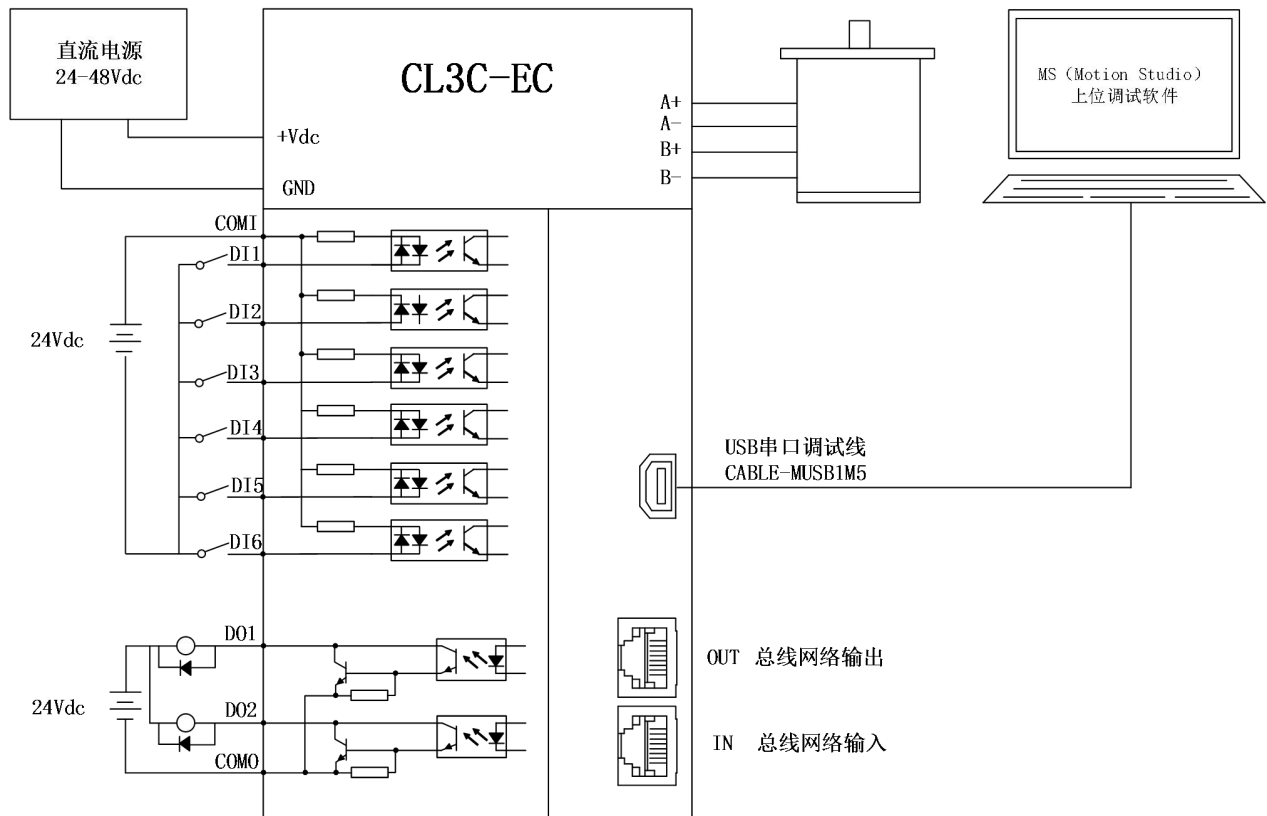 直流电源
24-48Vdc
CL3C-EC
MS（Motion Studio）
上位调试软件
A+
A-
B+
B-
+Vdc
GND
COMI
DI1
DI2
24Vdc
DI3
DI4
DI5
DI6
USB串口调试线
CABLE-MUSB1M5
DO1
OUT 总线网络输出
24Vdc
DO2
IN 总线网络输入
COMO